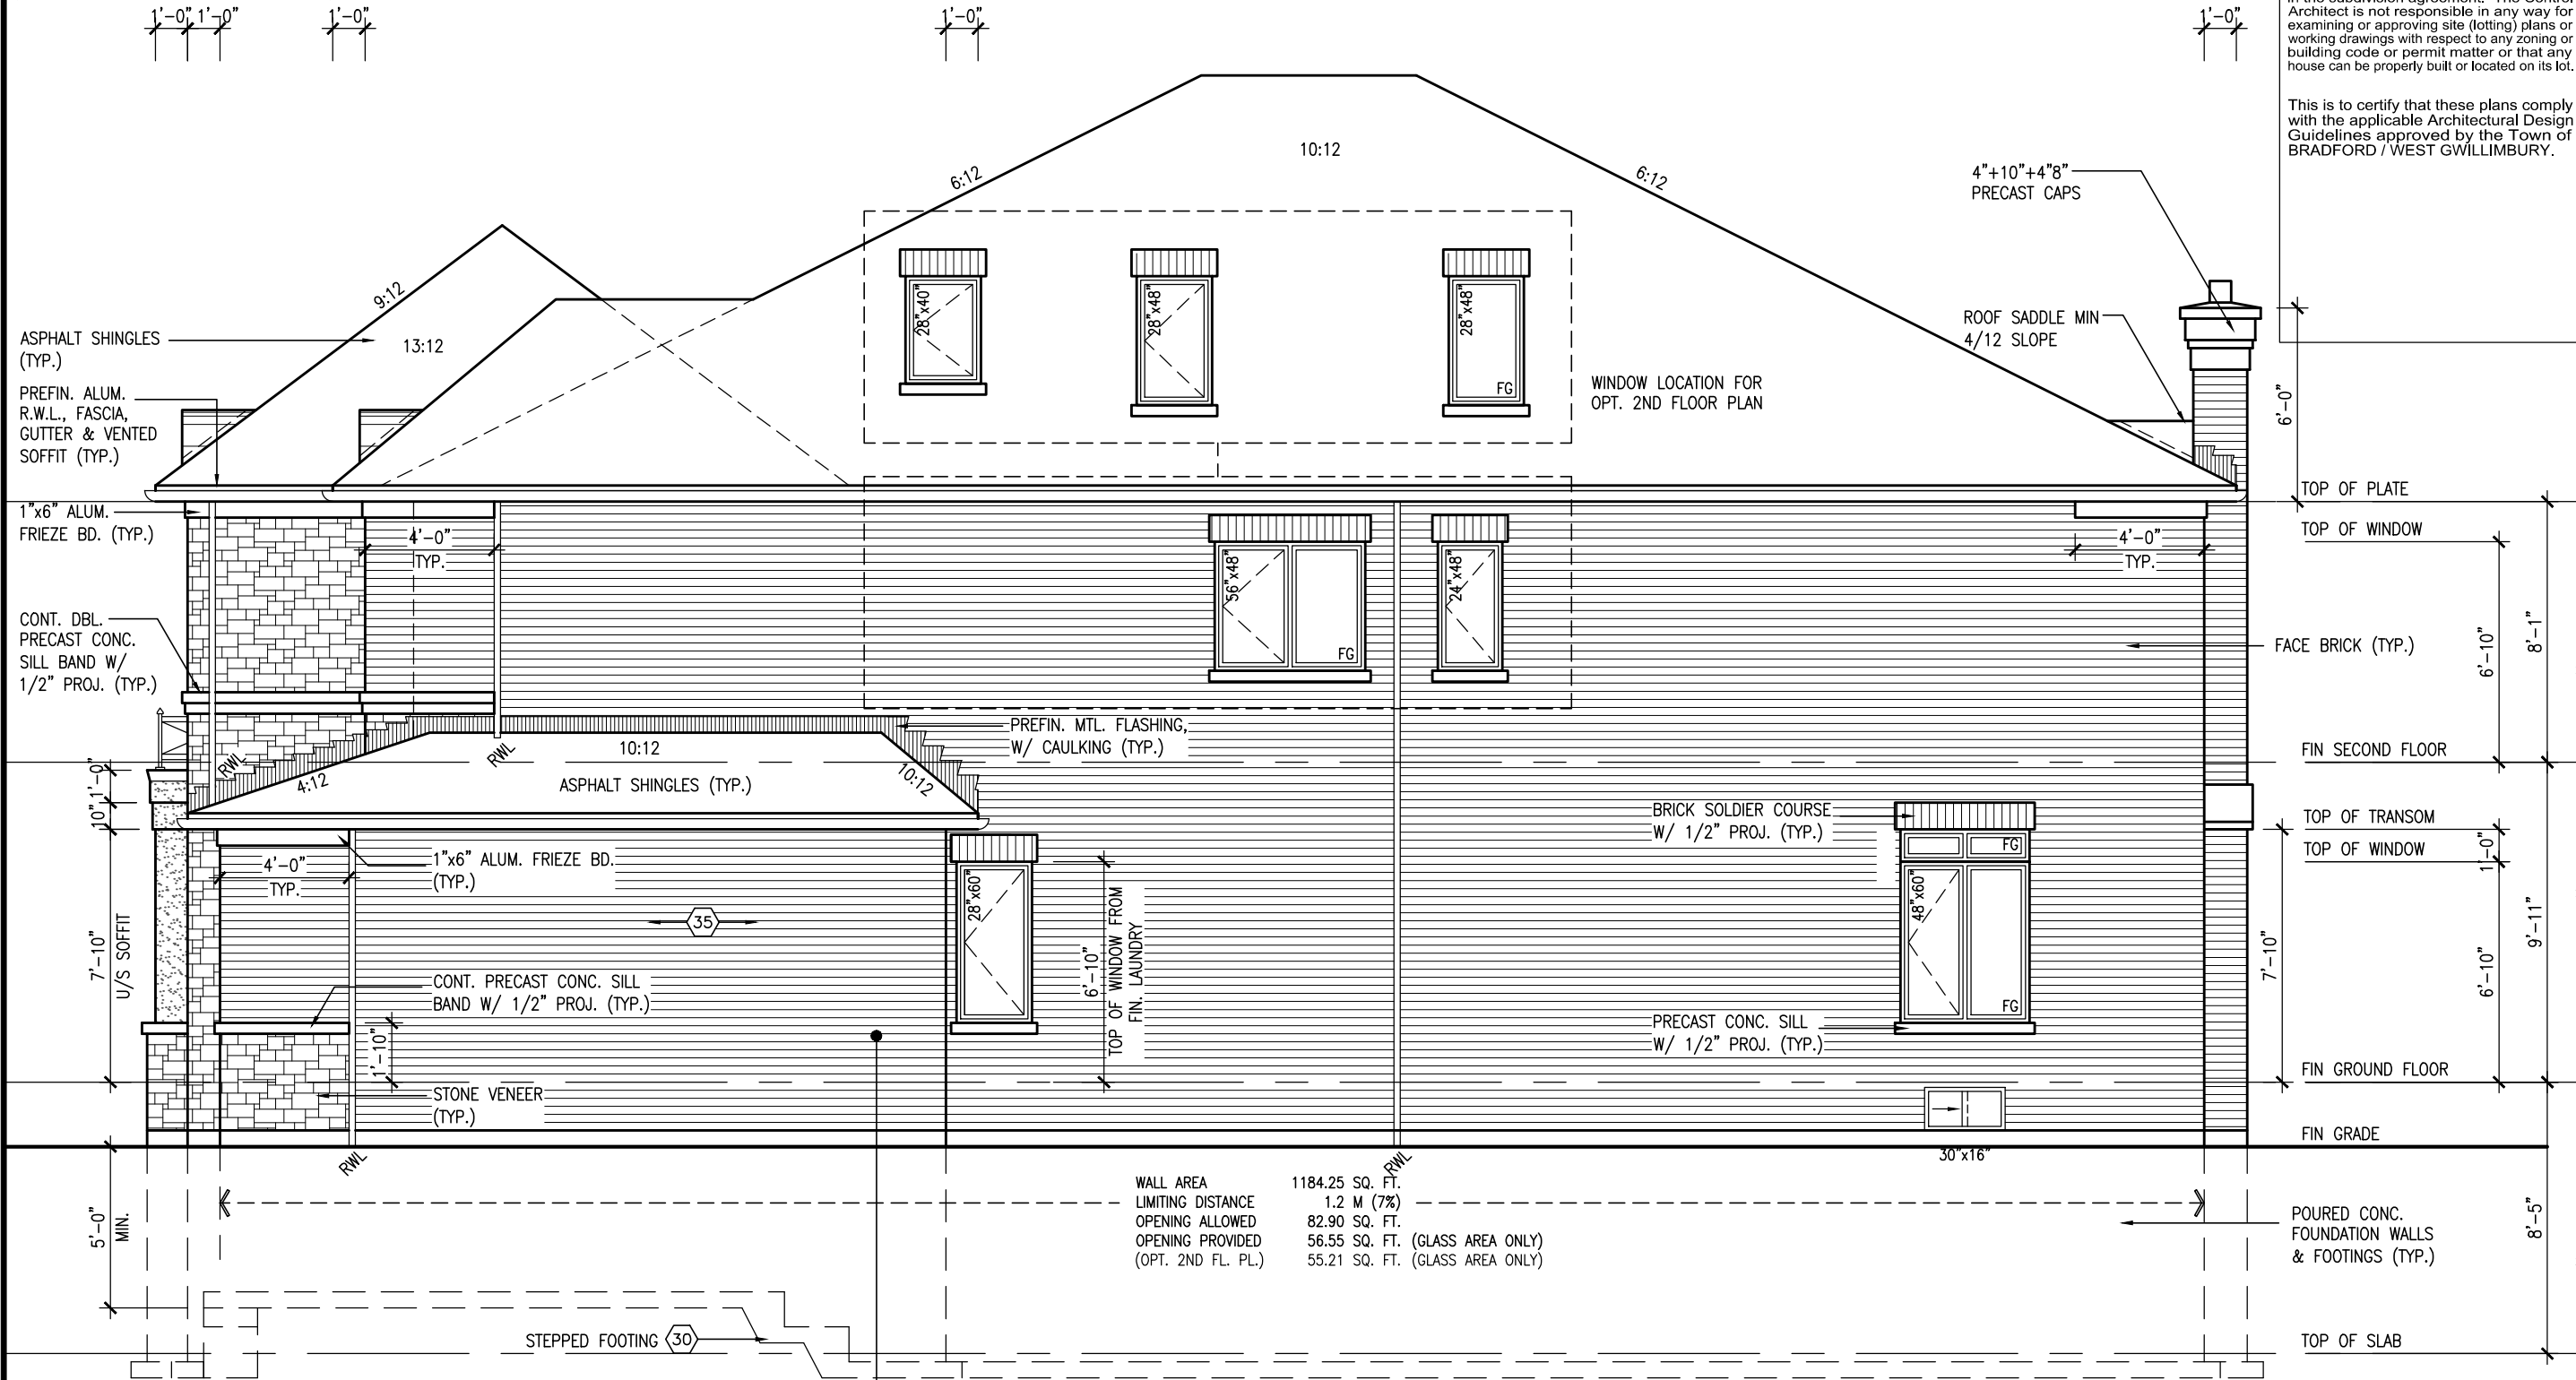 1'-0" 1'-0" 1'-0" 1'-0" 1'-0"
Architect is not responsible in any way for
examining or approving site (lotting) plans or
working drawings with respect to any zoning or
building code or permit matter or that any
house can be properly built or located on its lot.
This is to certify that these plans comply
with the applicable Architectural Design
Guidelines approved by the Town of
BRADFORD / WEST GWILLIMBURY.
10:12
6:12
6:12
4"+10"+4"8"
PRECAST CAPS
9:12
13:12
ASPHALT SHINGLES
(TYP.)
28"x40"
28"x48"
28"x48"
FG
ROOF SADDLE MIN
4/12 SLOPE
6'-0"
WINDOW LOCATION FOR
OPT. 2ND FLOOR PLAN
PREFIN. ALUM.
R.W.L., FASCIA,
GUTTER & VENTED
SOFFIT (TYP.)
1"x6" ALUM.
FRIEZE BD. (TYP.)
4'-0"
TYP.
4'-0"
TYP.
TOP OF PLATE
TOP OF WINDOW
56"x48"
FG
24"x48"
CONT. DBL.
PRECAST CONC.
SILL BAND W/
1/2" PROJ. (TYP.)
FACE BRICK (TYP.)
6'-10"
8'-1"
PREFIN. MTL. FLASHING,
W/ CAULKING (TYP.)
RWL
RWL
10:12
4:12
10:12
ASPHALT SHINGLES (TYP.)
FIN SECOND FLOOR
1'-0"
10"
BRICK SOLDIER COURSE
W/ 1/2" PROJ. (TYP.)
TOP OF TRANSOM
TOP OF WINDOW
1'-0"
FG
1"x6" ALUM. FRIEZE BD.
(TYP.)
4'-0"
TYP.
28"x60"
48"x60"
FG
35
7'-10"
U/S SOFFIT
6'-10"
TOP OF WINDOW FROM
FIN. LAUNDRY
7'-10"
6'-10"
9'-11"
CONT. PRECAST CONC. SILL
BAND W/ 1/2" PROJ. (TYP.)
PRECAST CONC. SILL
W/ 1/2" PROJ. (TYP.)
1'-10"
STONE VENEER
(TYP.)
FIN GROUND FLOOR
FIN GRADE
RWL
RWL
30"x16"
WALL AREA 1184.25 SQ. FT.
LIMITING DISTANCE 1.2 M (7%)
OPENING ALLOWED 82.90 SQ. FT.
OPENING PROVIDED 56.55 SQ. FT. (GLASS AREA ONLY)
(OPT. 2ND FL. PL.) 55.21 SQ. FT. (GLASS AREA ONLY)
5'-0"
MIN.
POURED CONC.
FOUNDATION WALLS
& FOOTINGS (TYP.)
8'-5"
STEPPED FOOTING 30
TOP OF SLAB